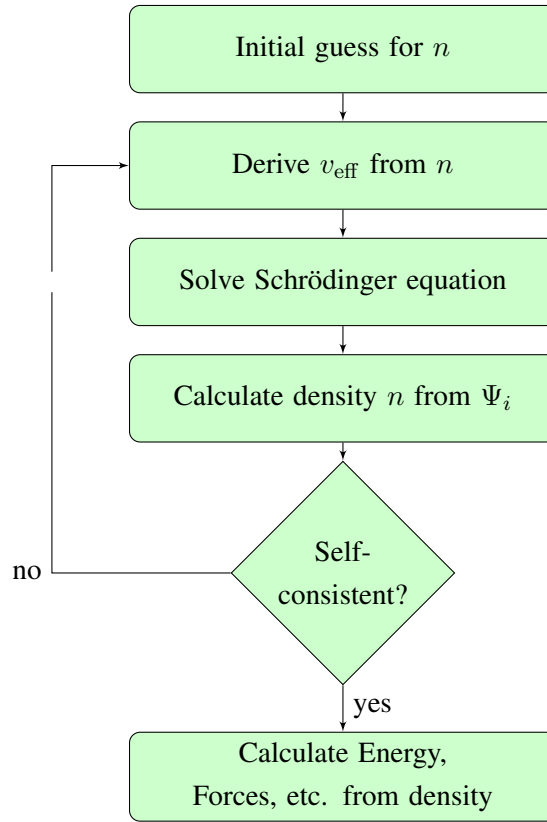 Initial guess for n
Derive v_eff from n
Solve Schrödinger equation
Calculate density n from Ψ_i
Self-
consistent?
no
yes
Calculate Energy,
Forces, etc. from density